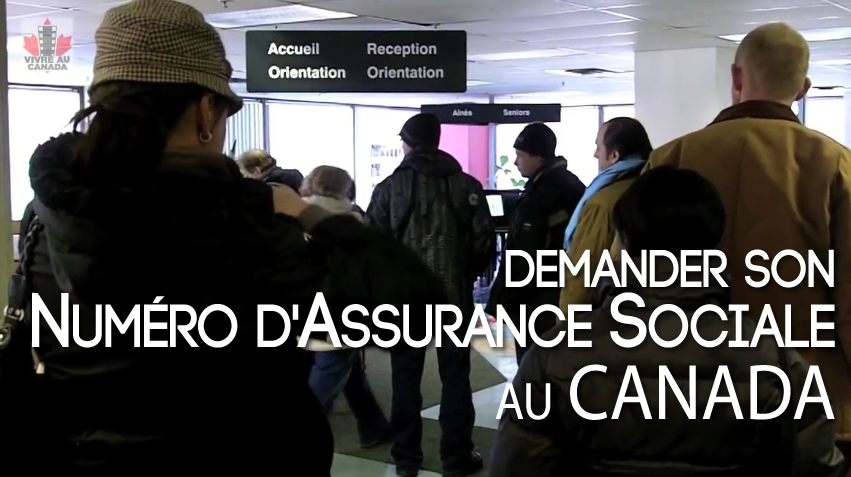 VIVRE AU
CANADA
Accueil Reception
Orientation Orientation
Aînés Seniors
DEMANDER SON
NUMÉRO D'ASSURANCE SOCIALE
AU CANADA